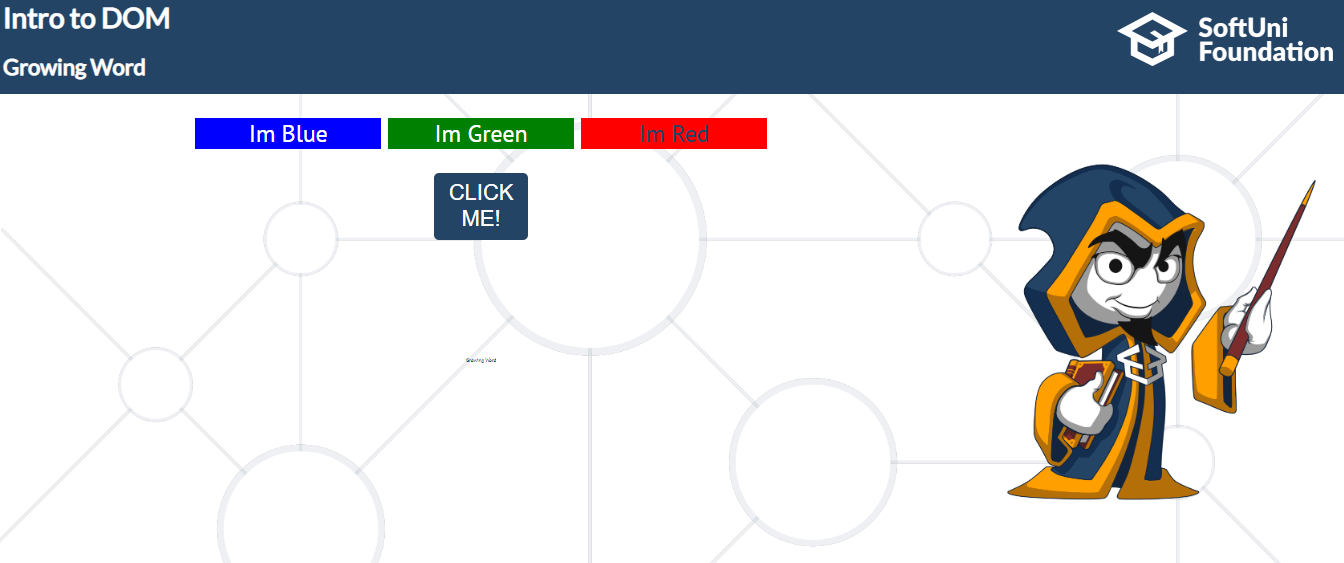 Intro to DOM
SoftUni
Foundation
Growing Word
Im Blue
Im Green
Im Red
CLICK
ME!
Growing Word